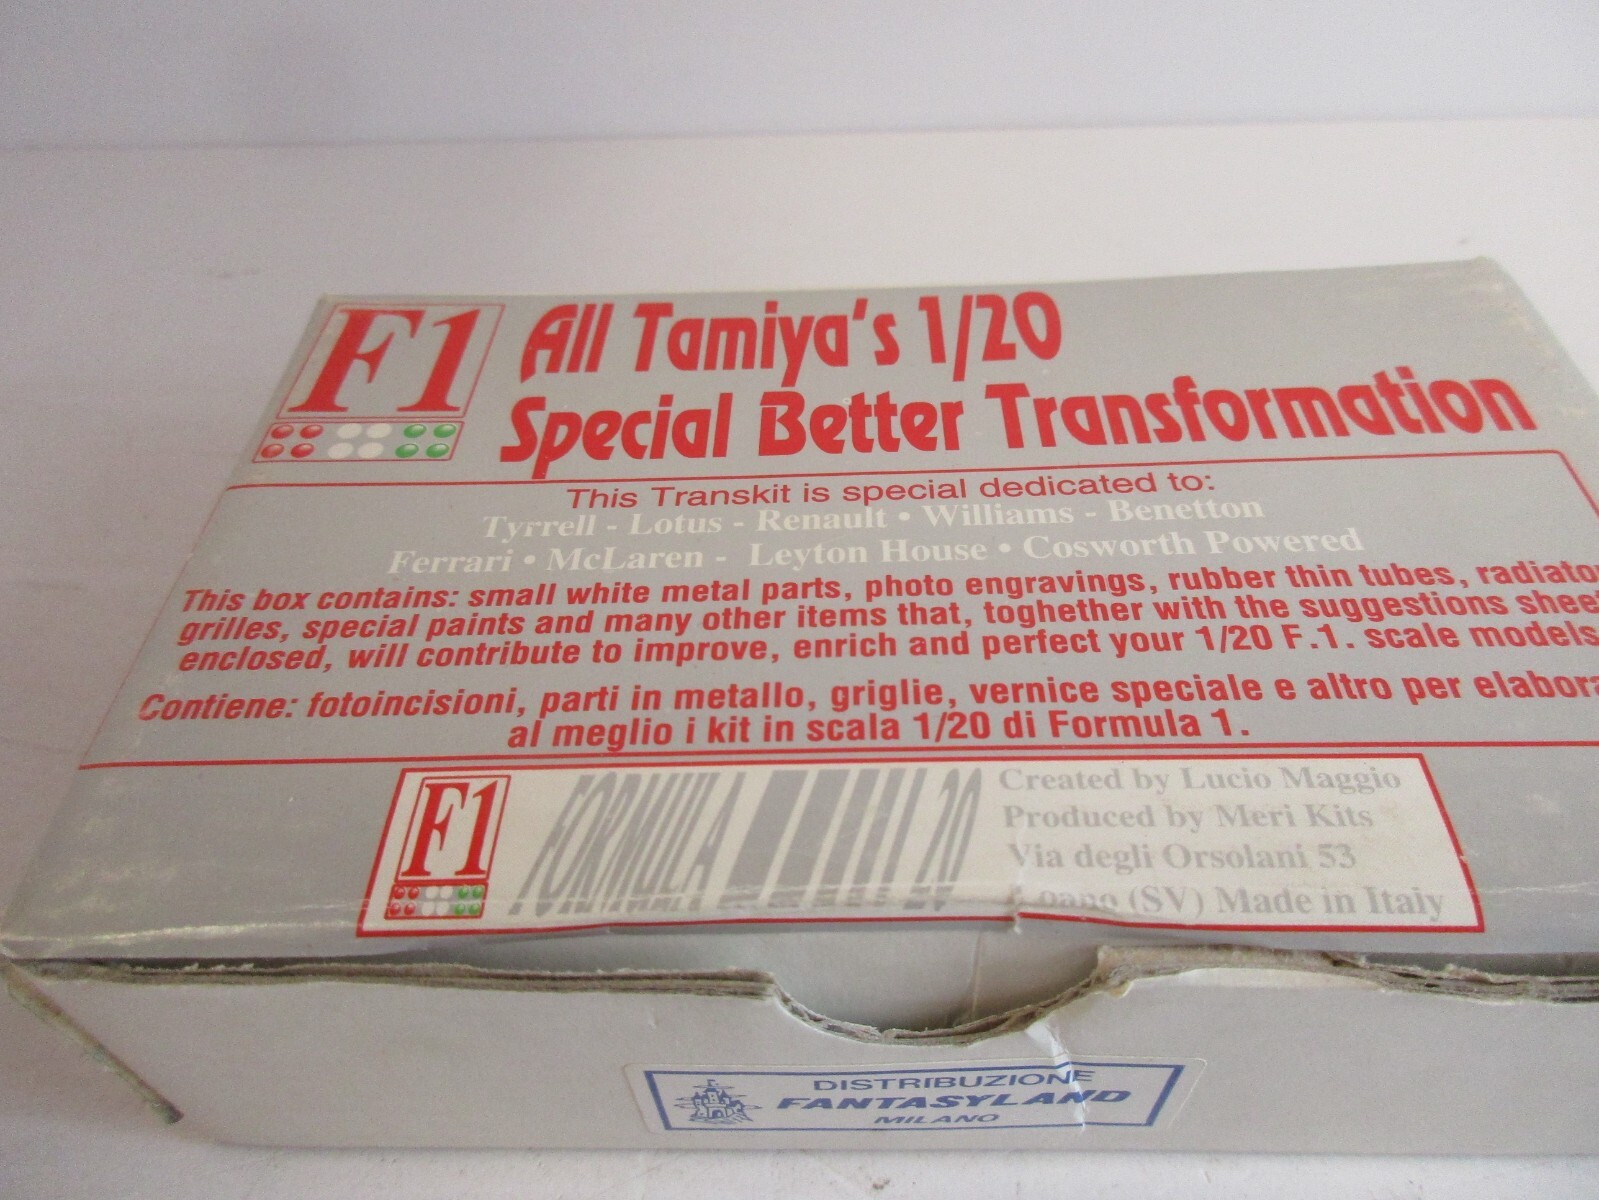 F1
All Tamiya's 1/20
Special Better Transformation
This Transkit is special dedicated to:
Tyrrell - Lotus - Renault • Williams - Benetton
Ferrari • McLaren - Leyton House • Cosworth Powered
This box contains: small white metal parts, photo engravings, rubber thin tubes, radiator
grilles, special paints and many other items that, toghether with the suggestions sheet
enclosed, will contribute to improve, enrich and perfect your 1/20 F.1. scale models.
Contiene: fotoincisioni, parti in metallo, griglie, vernice speciale e altro per elabora
al meglio i kit in scala 1/20 di Formula 1.
F1
FORMULA 20
Created by Lucio Maggio
Produced by Meri Kits
Via degli Orsolani 53
Loano (SV) Made in Italy
DISTRIBUZIONE
FANTASYLAND
MILANO